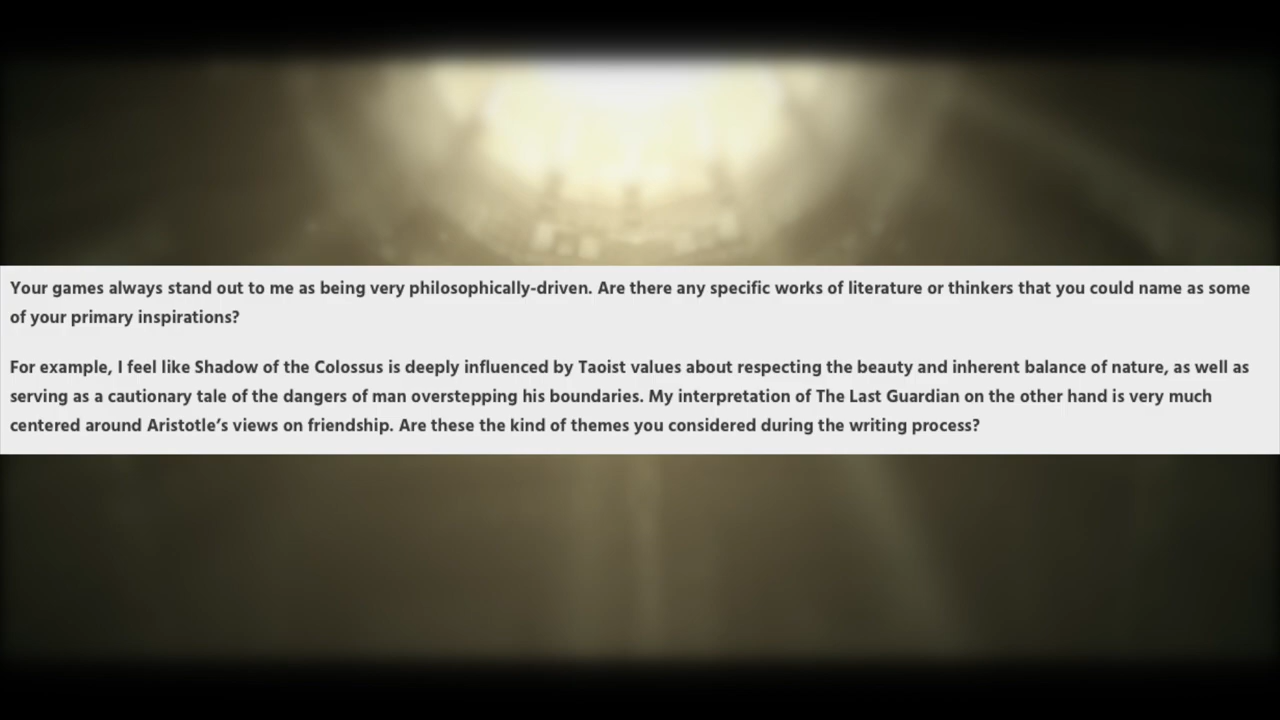 Your games always stand out to me as being very philosophically-driven. Are there any specific works of literature or thinkers that you could name as some
of your primary inspirations?
For example, I feel like Shadow of the Colossus is deeply influenced by Taoist values about respecting the beauty and inherent balance of nature, as well as
serving as a cautionary tale of the dangers of man overstepping his boundaries. My interpretation of The Last Guardian on the other hand is very much
centered around Aristotle’s views on friendship. Are these the kind of themes you considered during the writing process?